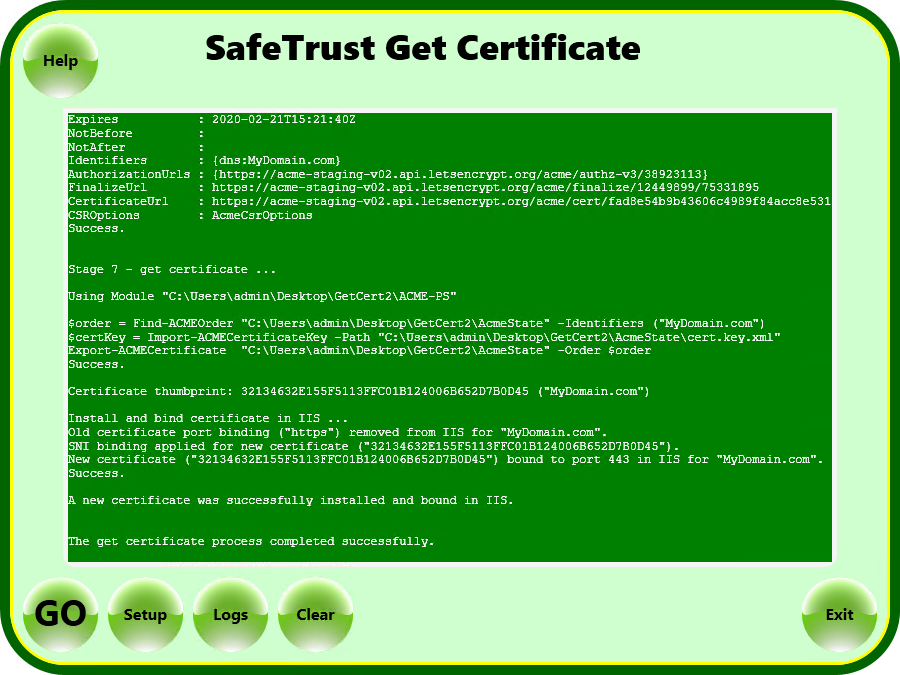 SafeTrust Get Certificate
Help
Expires : 2020-02-21T15:21:40Z
NotBefore :
NotAfter :
Identifiers : {dns:MyDomain.com}
AuthorizationUrls : {https://acme-staging-v02.api.letsencrypt.org/acme/authz-v3/38923113}
FinalizeUrl : https://acme-staging-v02.api.letsencrypt.org/acme/finalize/12449899/75331895
CertificateUrl : https://acme-staging-v02.api.letsencrypt.org/acme/cert/fad8e54b9b43606c4989f84acc8e531
CSROptions : AcmeCsrOptions
Success.
Stage 7 - get certificate ...
Using Module "C:\Users\admin\Desktop\GetCert2\ACME-PS"
$order = Find-ACMEOrder "C:\Users\admin\Desktop\GetCert2\AcmeState" -Identifiers ("MyDomain.com")
$certKey = Import-ACMECertificateKey -Path "C:\Users\admin\Desktop\GetCert2\AcmeState\cert.key.xml"
Export-ACMECertificate "C:\Users\admin\Desktop\GetCert2\AcmeState" -Order $order
Success.
Certificate thumbprint: 32134632E155F5113FFC01B124006B652D7B0D45 ("MyDomain.com")
Install and bind certificate in IIS ...
Old certificate port binding ("https") removed from IIS for "MyDomain.com".
SNI binding applied for new certificate ("32134632E155F5113FFC01B124006B652D7B0D45").
New certificate ("32134632E155F5113FFC01B124006B652D7B0D45") bound to port 443 in IIS for "MyDomain.com".
Success.
A new certificate was successfully installed and bound in IIS.
The get certificate process completed successfully.
GO Setup Logs Clear Exit